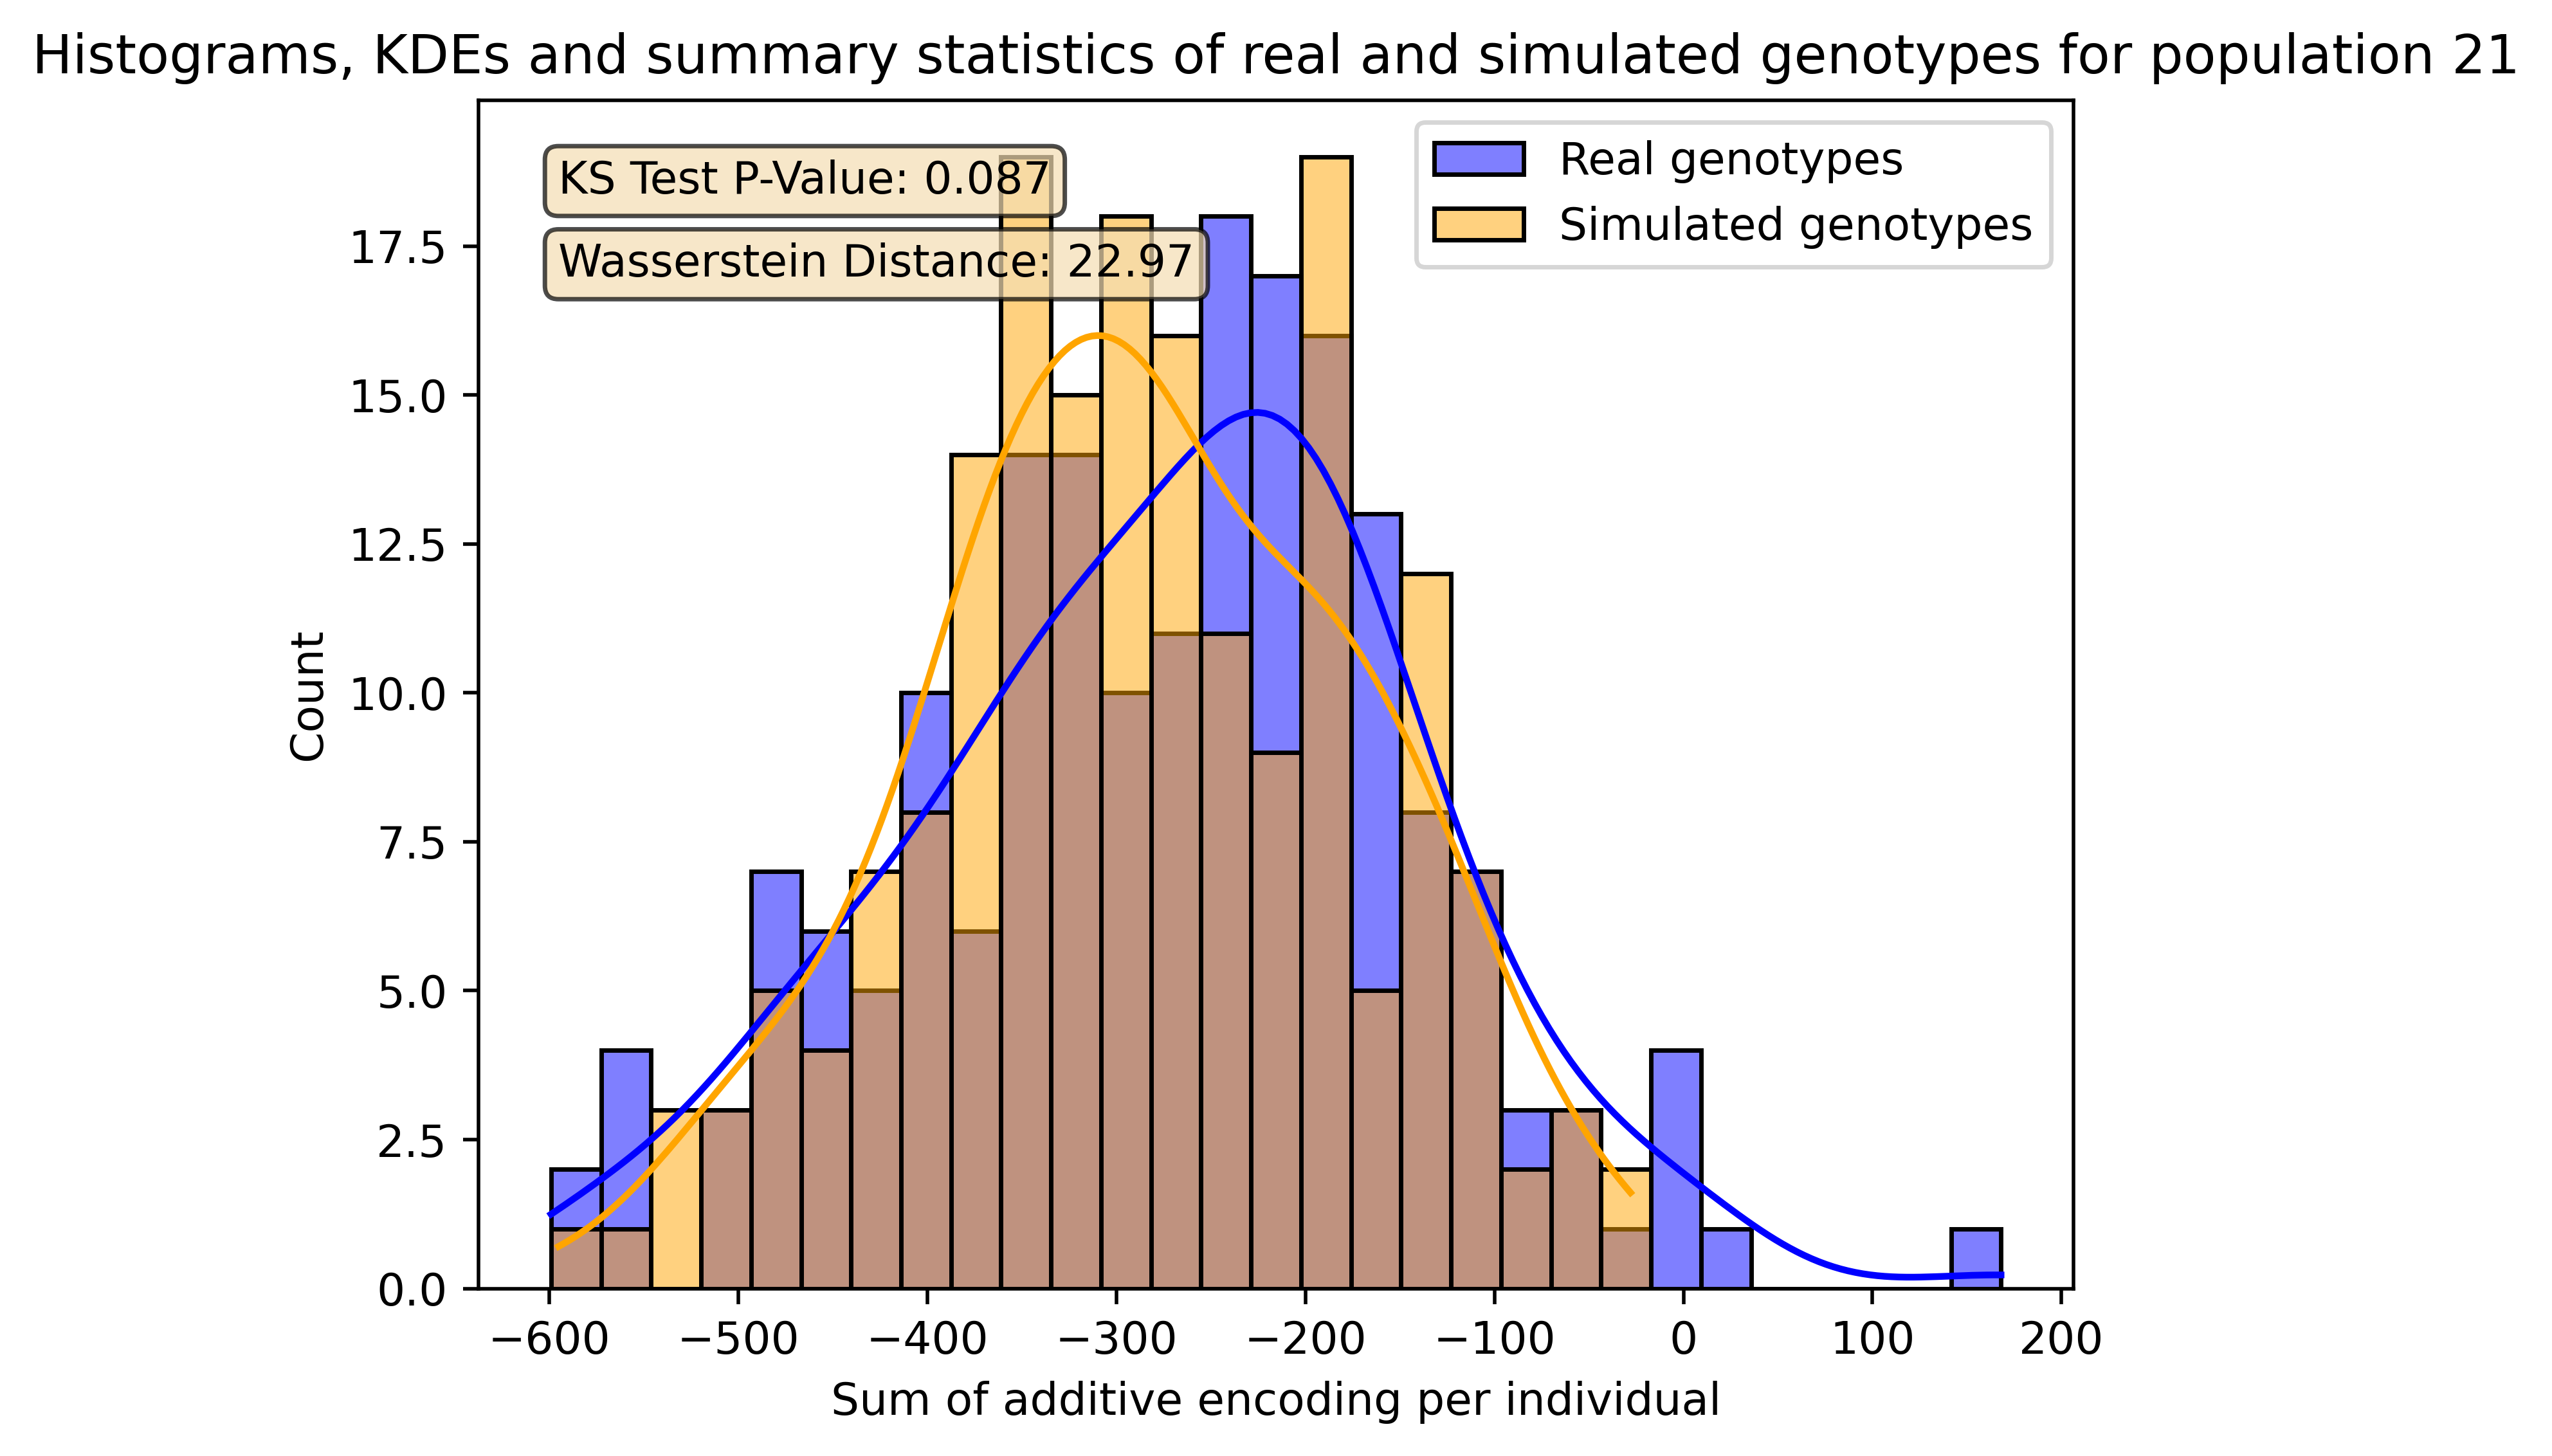 Histograms, KDEs and summary statistics of real and simulated genotypes for population 21
KS Test P-Value: 0.087
Wasserstein Distance: 22.97
Real genotypes
Simulated genotypes
17.5
15.0
12.5
10.0
7.5
5.0
2.5
0.0
Count
−600 −500 −400 −300 −200 −100 0 100 200
Sum of additive encoding per individual